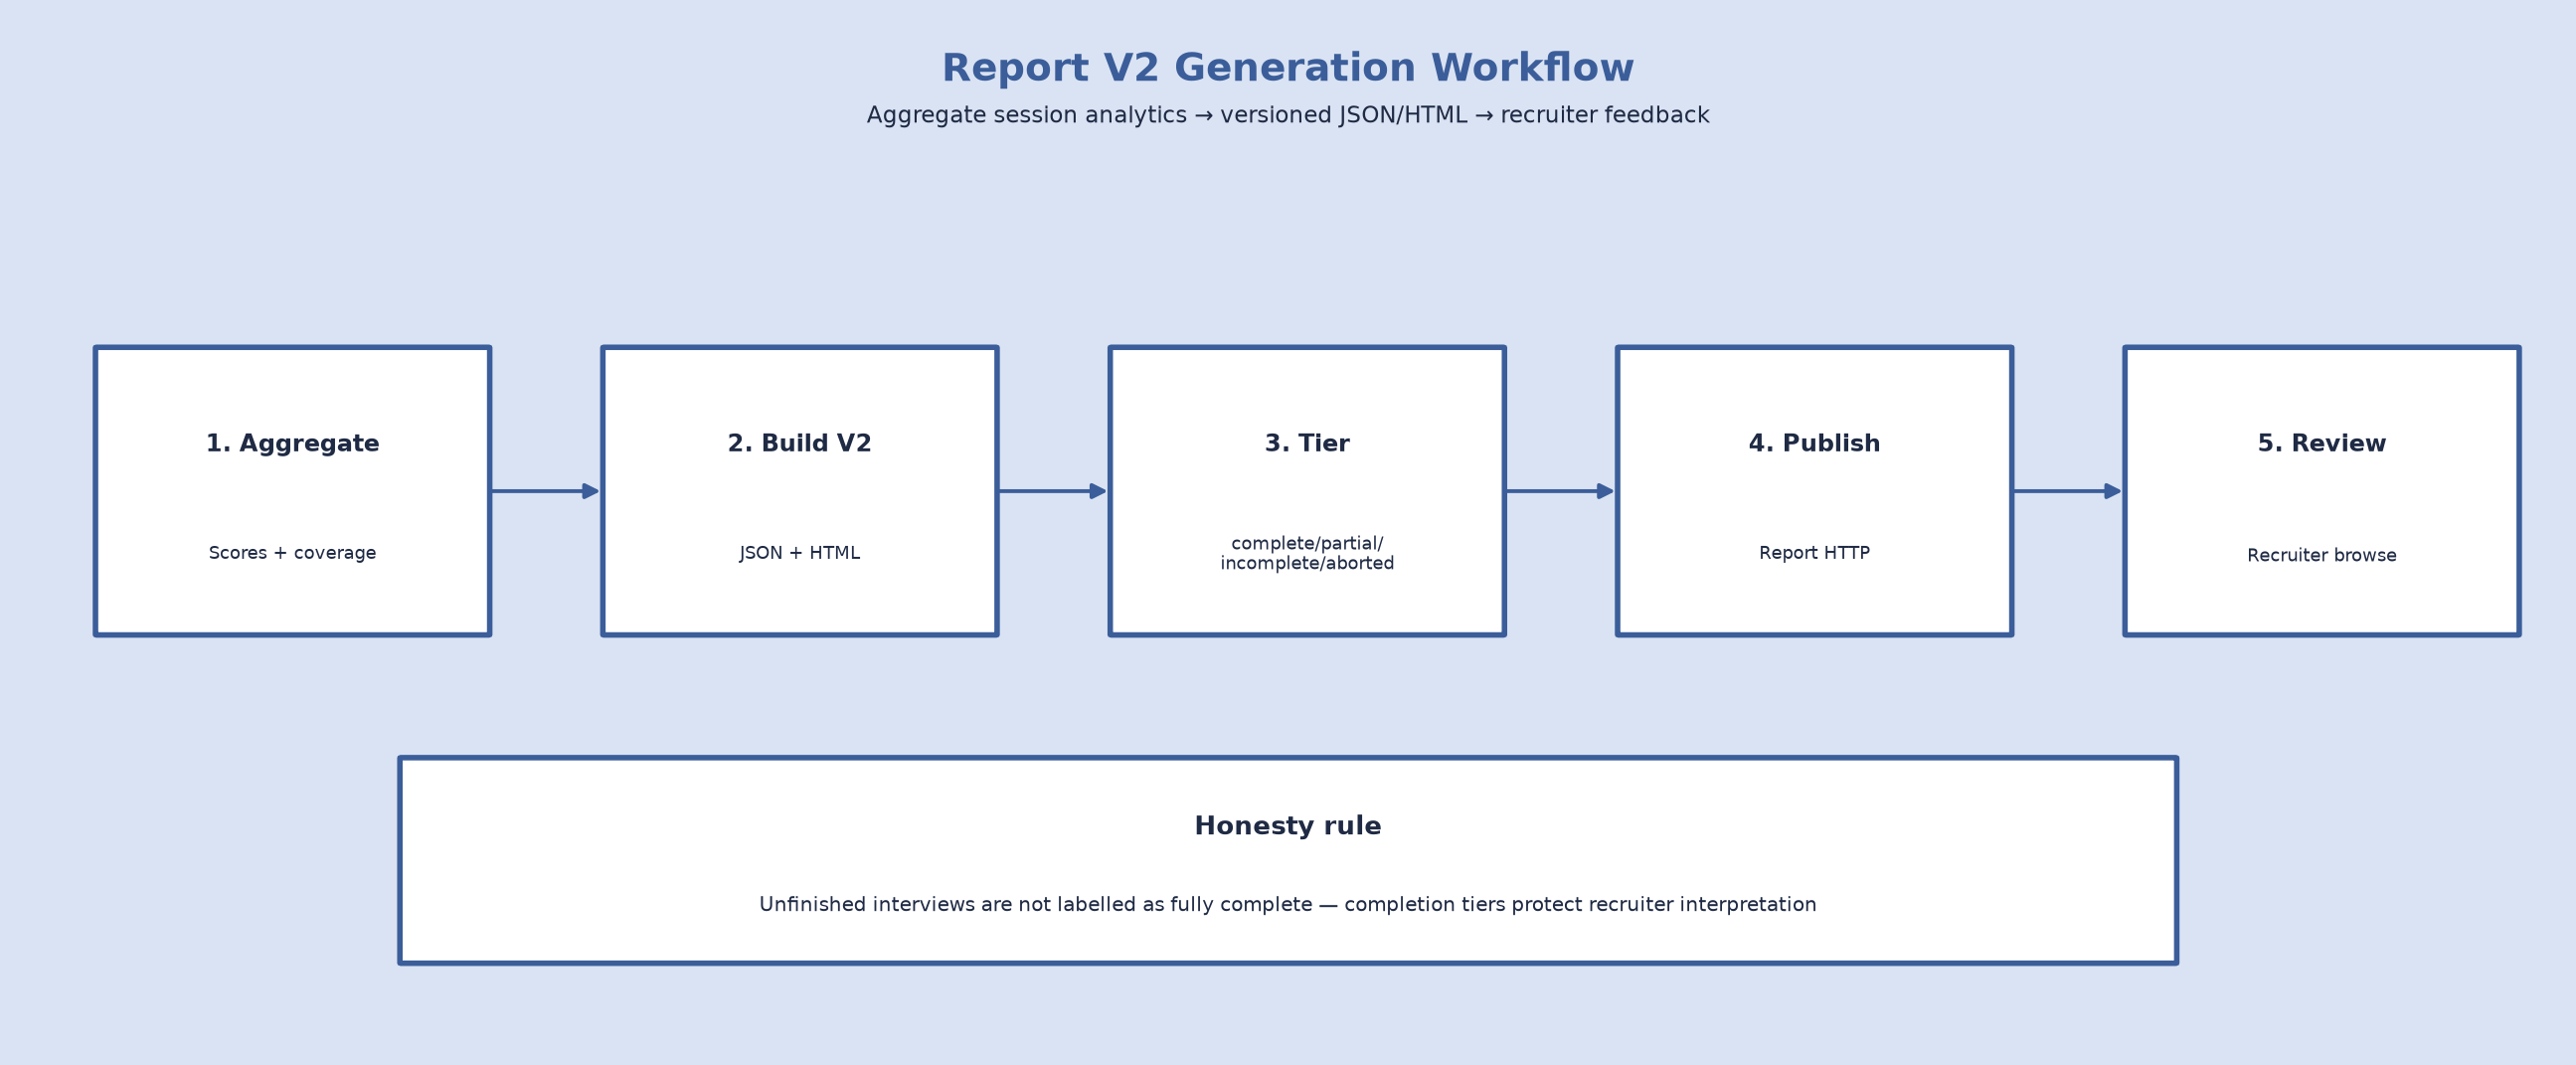 Report V2 Generation Workflow
Aggregate session analytics → versioned JSON/HTML → recruiter feedback
1. Aggregate
Scores + coverage
2. Build V2
JSON + HTML
3. Tier
complete/partial/
incomplete/aborted
4. Publish
Report HTTP
5. Review
Recruiter browse
Honesty rule
Unfinished interviews are not labelled as fully complete — completion tiers protect recruiter interpretation